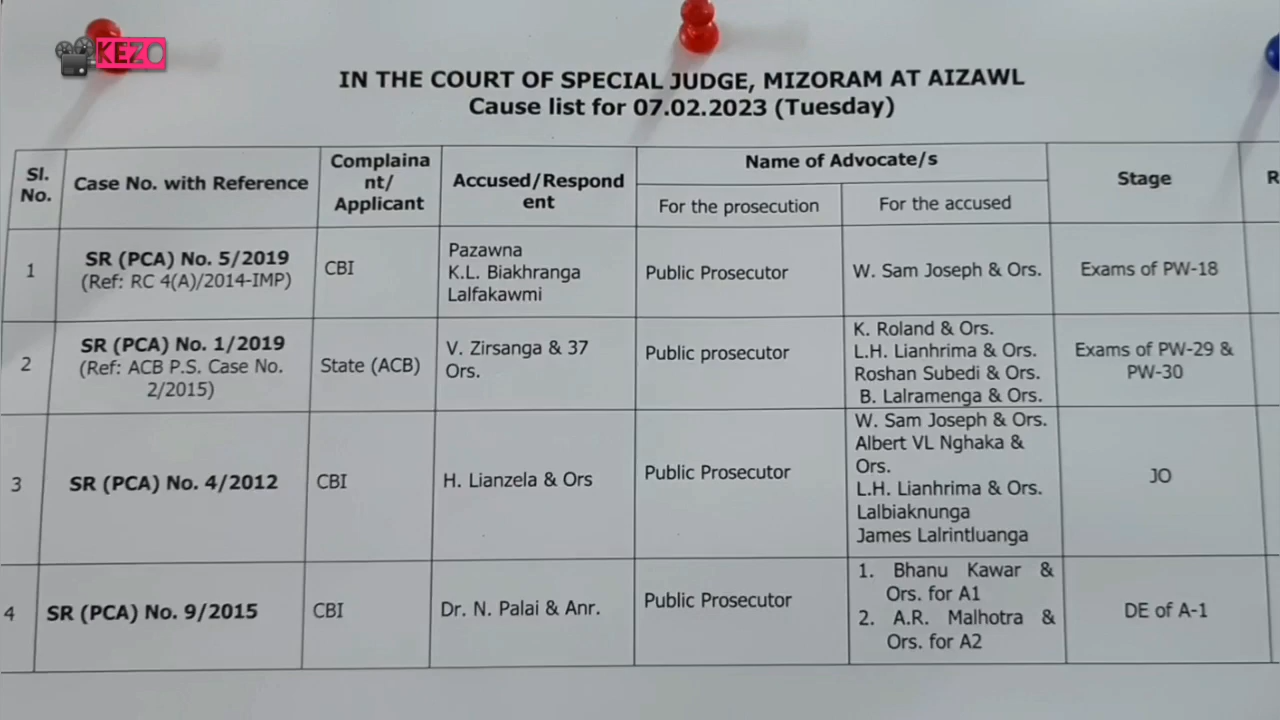 KEZO
IN THE COURT OF SPECIAL JUDGE, MIZORAM AT AIZAWL
Cause list for 07.02.2023 (Tuesday)
Sl.
No.
Case No. with Reference
Complaina
nt/
Applicant
Accused/Respond
ent
Name of Advocate/s
For the prosecution
For the accused
Stage
R
1
SR (PCA) No. 5/2019
(Ref: RC 4(A)/2014-IMP)
CBI
Pazawna
K.L. Biakhranga
Lalfakawmi
Public Prosecutor
W. Sam Joseph & Ors.
Exams of PW-18
2
SR (PCA) No. 1/2019
(Ref: ACB P.S. Case No.
2/2015)
State (ACB)
V. Zirsanga & 37
Ors.
Public prosecutor
K. Roland & Ors.
L.H. Lianhrima & Ors.
Roshan Subedi & Ors.
B. Lalramenga & Ors.
Exams of PW-29 &
PW-30
3
SR (PCA) No. 4/2012
CBI
H. Lianzela & Ors
Public Prosecutor
W. Sam Joseph & Ors.
Albert VL Nghaka &
Ors.
L.H. Lianhrima & Ors.
Lalbiaknunga
James Lalrintluanga
JO
4
SR (PCA) No. 9/2015
CBI
Dr. N. Palai & Anr.
Public Prosecutor
1. Bhanu Kawar &
Ors. for A1
2. A.R. Malhotra &
Ors. for A2
DE of A-1